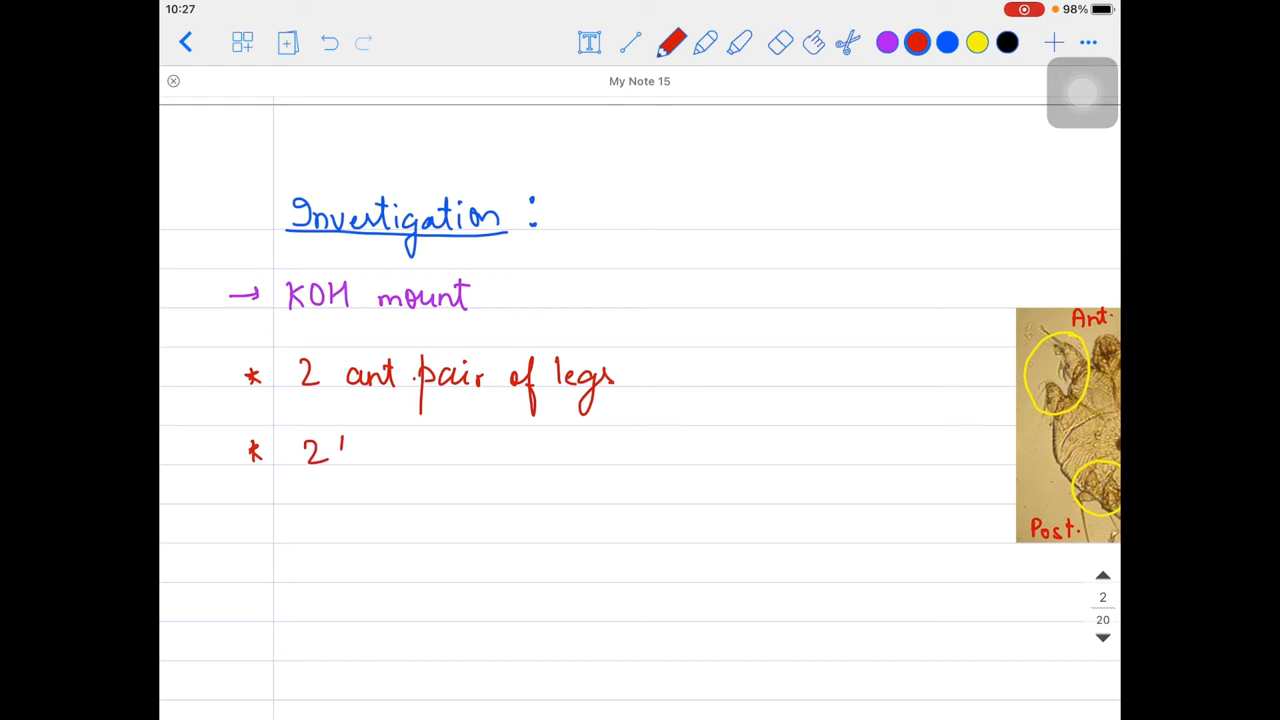 10:27
98%
T
My Note 15
Investigation :
→ KOH mount
* 2 ant pair of legs
* 2
Ant.
Post.
2
20